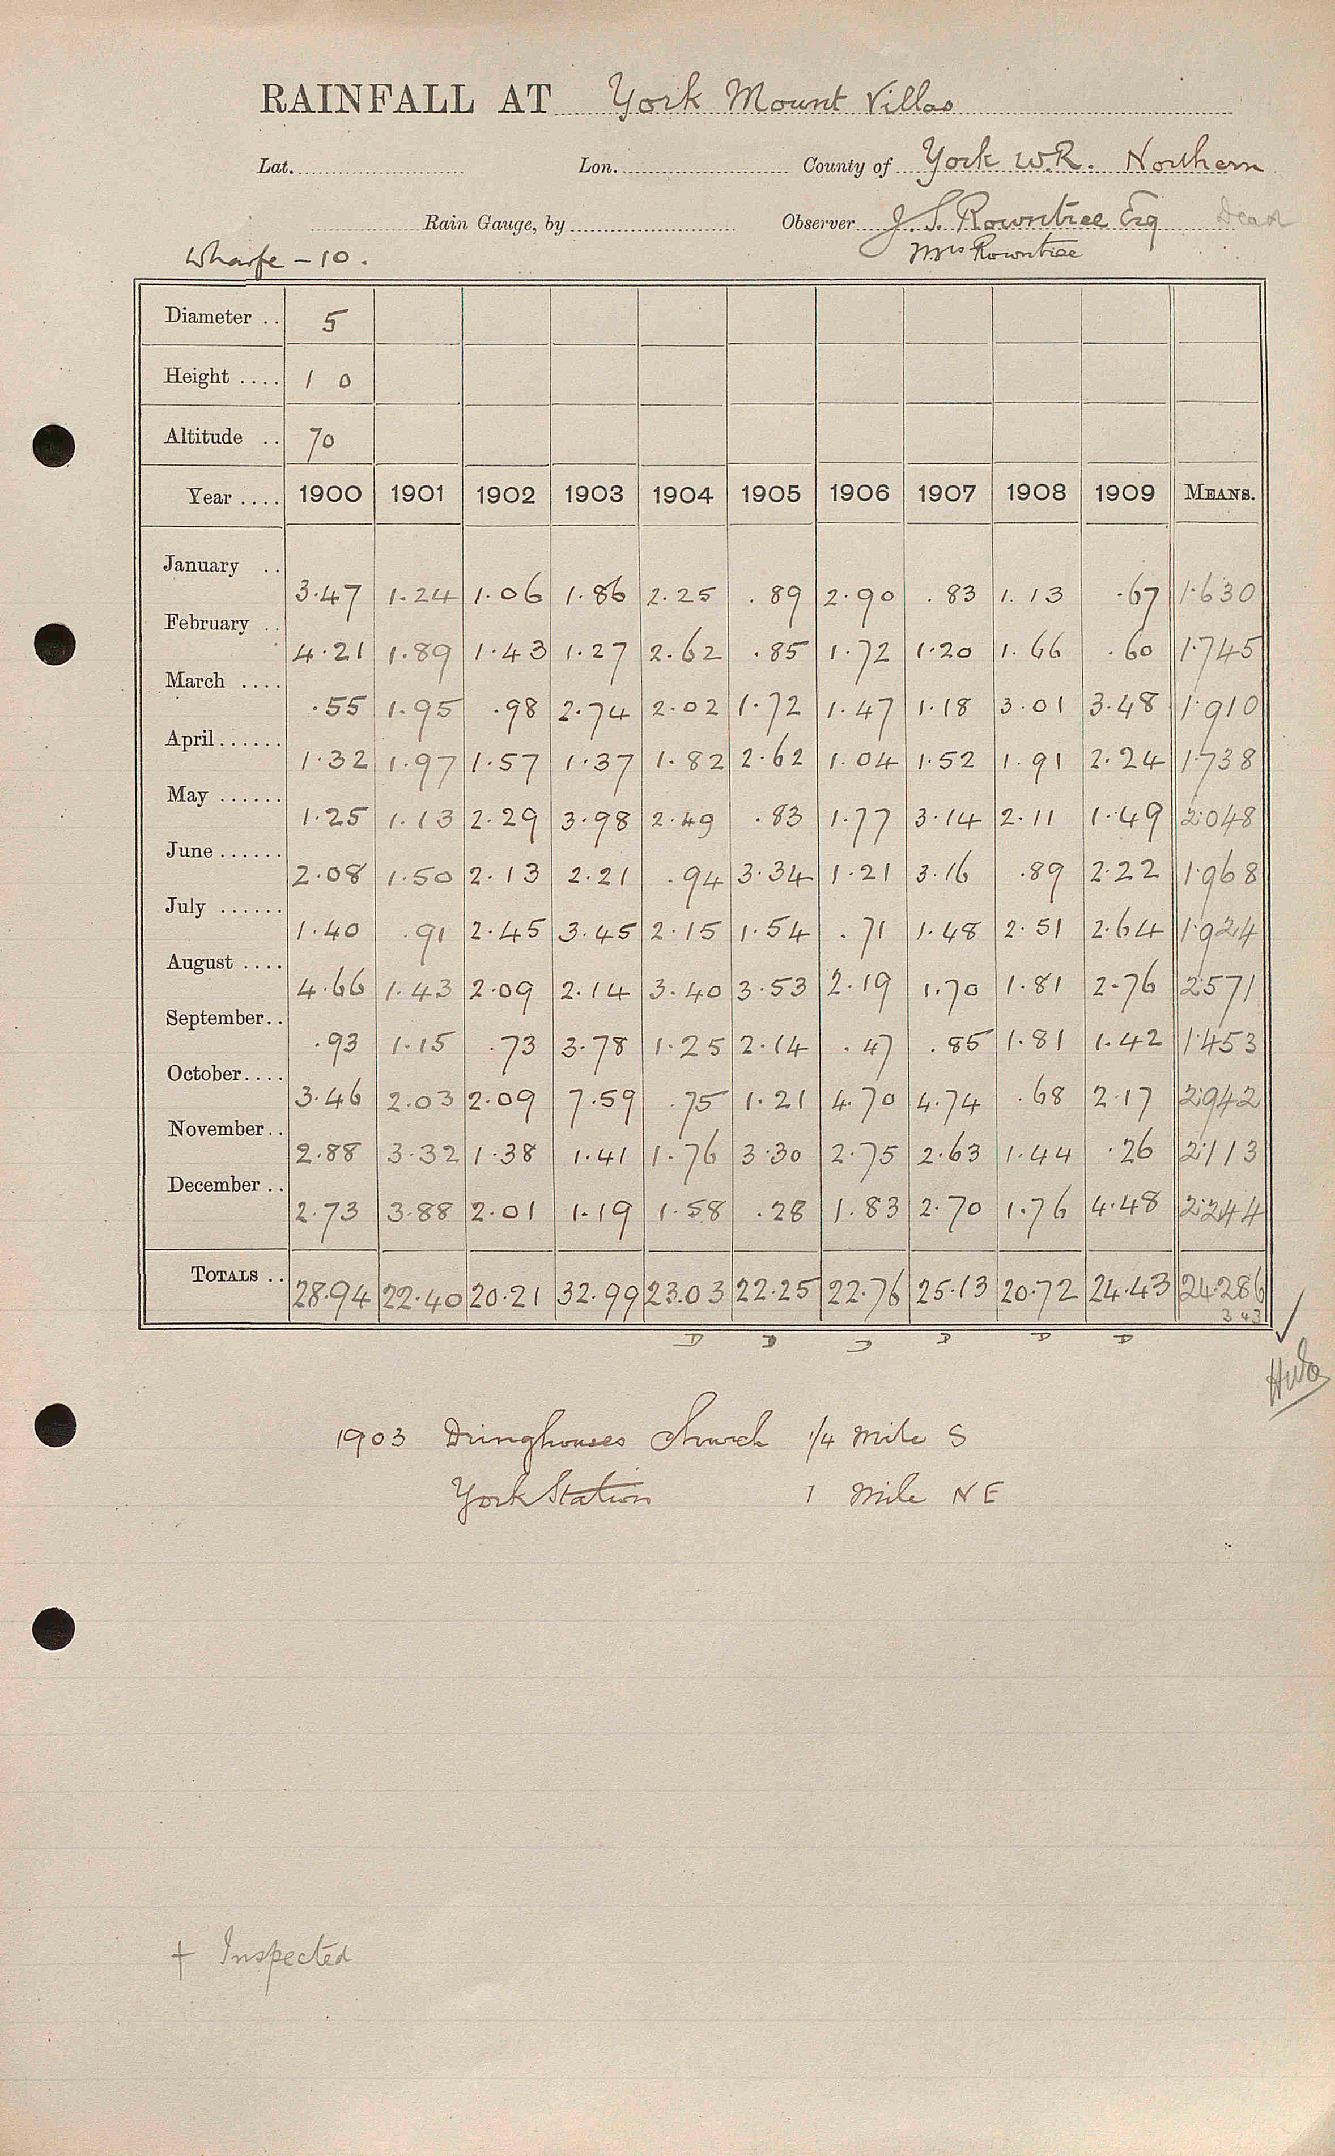 RAINFALL AT York Mount Villas
Lat. Lon. County of York W.R. Northern
Rain Gauge, by Observer J. S. Rowntree Esq Dead
Wharfe - 10. Mrs Rowntree
Diameter .. 5
Height .... 1 0
Altitude .. 70
Year .... 1900 1901 1902 1903 1904 1905 1906 1907 1908 1909 MEANS.
January .. 3.47 1.24 1.06 1.86 2.25 .89 2.90 .83 1.13 .67 1.630
February .. 4.21 1.89 1.43 1.27 2.62 .85 1.72 1.20 1.66 .60 1.745
March .... .55 1.95 .98 2.74 2.02 1.72 1.47 1.18 3.01 3.48 1.910
April...... 1.32 1.97 1.57 1.37 1.82 2.62 1.04 1.52 1.91 2.24 1.738
May ...... 1.25 1.13 2.29 3.98 2.49 .83 1.77 3.14 2.11 1.49 2.048
June...... 2.08 1.50 2.13 2.21 .94 3.34 1.21 3.16 .89 2.22 1.968
July ...... 1.40 .91 2.45 3.45 2.15 1.54 .71 1.48 2.51 2.64 1.924
August .... 4.66 1.43 2.09 2.14 3.40 3.53 2.19 1.70 1.81 2.76 2.571
September.. .93 1.15 .73 3.78 1.25 2.14 .47 .85 1.81 1.42 1.453
October.... 3.46 2.03 2.09 7.59 .75 1.21 4.70 4.74 .68 2.17 2.942
November.. 2.88 3.32 1.38 1.41 1.76 3.30 2.75 2.63 1.44 .26 2.113
December .. 2.73 3.88 2.01 1.19 1.58 .28 1.83 2.70 1.76 4.48 2.244
TOTALS .. 28.94 22.40 20.21 32.99 23.03 22.25 22.76 25.13 20.72 24.43 24.286
3 43
D D D D D D
1903 Dringhouses Church 1/4 Mile S
York Station 1 Mile N E
† Inspected